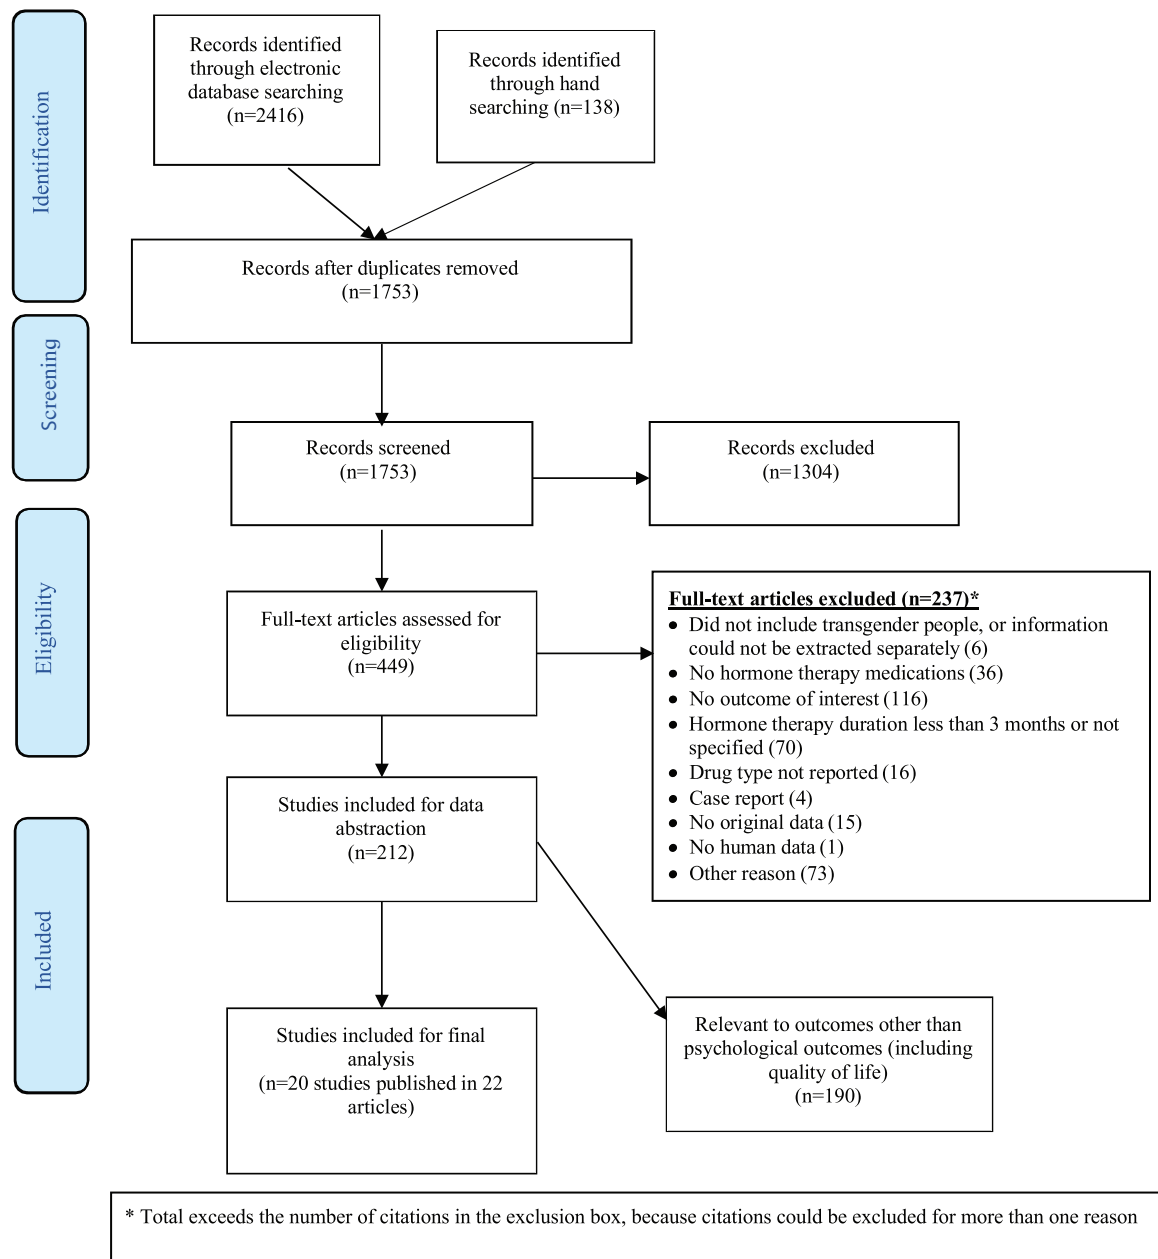 Identification
Records identified
through electronic
database searching
(n=2416)
Records identified
through hand
searching (n=138)
Records after duplicates removed
(n=1753)
Screening
Records screened
(n=1753)
Records excluded
(n=1304)
Eligibility
Full-text articles assessed for
eligibility
(n=449)
Full-text articles excluded (n=237)*
• Did not include transgender people, or information
could not be extracted separately (6)
• No hormone therapy medications (36)
• No outcome of interest (116)
• Hormone therapy duration less than 3 months or not
specified (70)
• Drug type not reported (16)
• Case report (4)
• No original data (15)
• No human data (1)
• Other reason (73)
Studies included for data
abstraction
(n=212)
Included
Studies included for final
analysis
(n=20 studies published in 22
articles)
Relevant to outcomes other than
psychological outcomes (including
quality of life)
(n=190)
* Total exceeds the number of citations in the exclusion box, because citations could be excluded for more than one reason